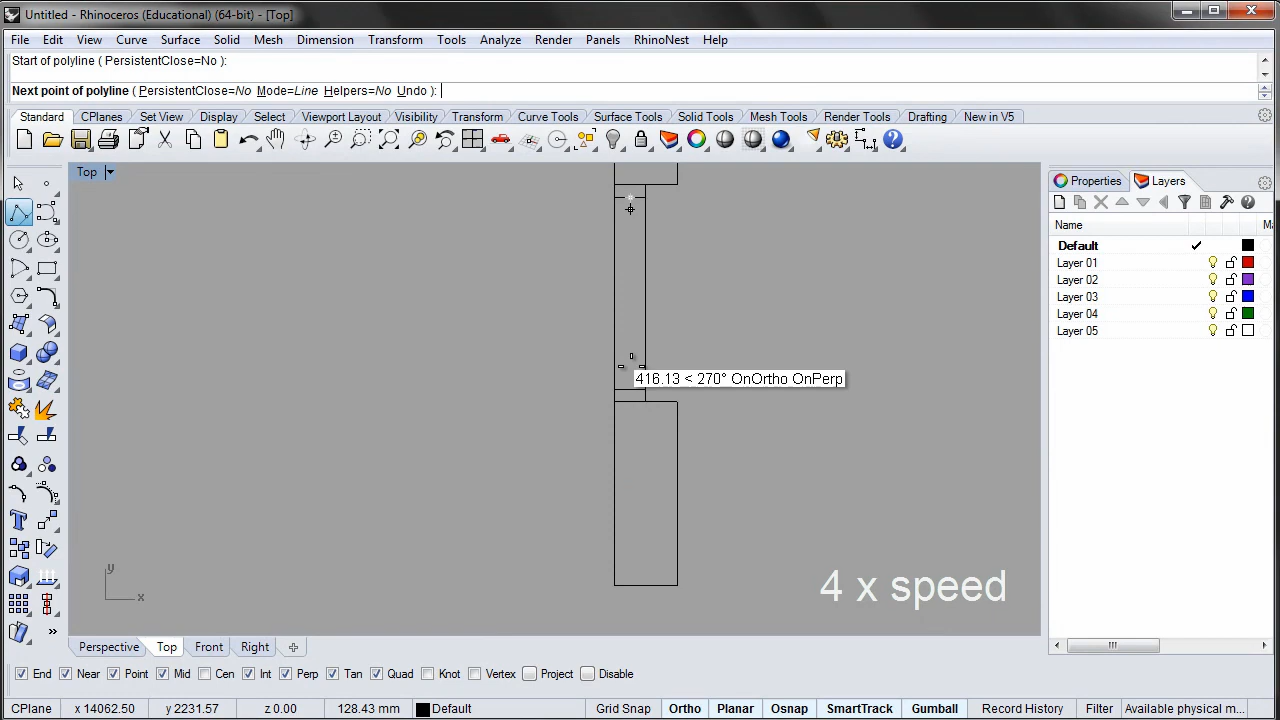 Untitled - Rhinoceros (Educational) (64-bit) - [Top]
File Edit View Curve Surface Solid Mesh Dimension Transform Tools Analyze Render Panels RhinoNest Help
Start of polyline ( PersistentClose=No ):
Next point of polyline ( PersistentClose=No Mode=Line Helpers=No Undo ):
Standard CPlanes Set View Display Select Viewport Layout Visibility Transform Curve Tools Surface Tools Solid Tools Mesh Tools Render Tools Drafting New in V5
Top
Properties Layers
Name
Default
Layer 01
Layer 02
Layer 03
Layer 04
Layer 05
416.13 < 270° OnOrtho OnPerp
y
x
4 x speed
Perspective Top Front Right
End Near Point Mid Cen Int Perp Tan Quad Knot Vertex Project Disable
CPlane x 14062.50 y 2231.57 z 0.00 128.43 mm Default Grid Snap Ortho Planar Osnap SmartTrack Gumball Record History Filter Available physical m...